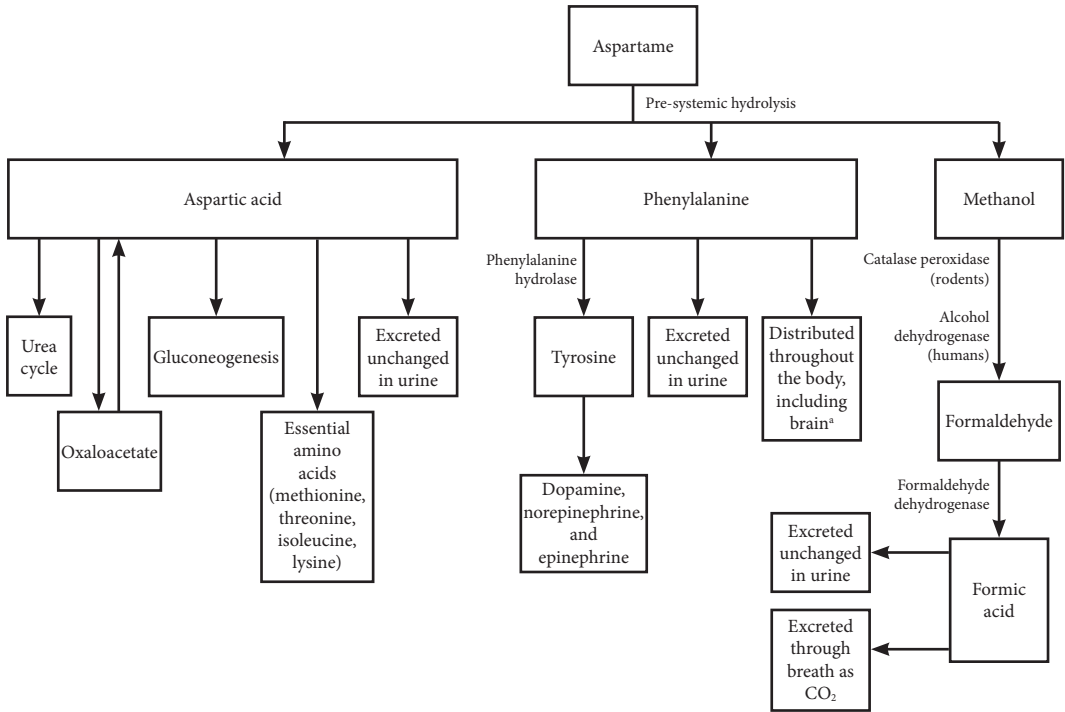 Aspartame
Pre-systemic hydrolysis
Aspartic acid
Phenylalanine
Methanol
Phenylalanine
hydrolase
Catalase peroxidase
(rodents)
Alcohol
dehydrogenase
(humans)
Urea
cycle
Gluconeogenesis
Excreted
unchanged
in urine
Tyrosine
Excreted
unchanged
in urine
Distributed
throughout
the body,
including
brainᵃ
Formaldehyde
Oxaloacetate
Essential
amino
acids
(methionine,
threonine,
isoleucine,
lysine)
Dopamine,
norepinephrine,
and
epinephrine
Formaldehyde
dehydrogenase
Excreted
unchanged
in urine
Formic
acid
Excreted
through
breath as
CO₂